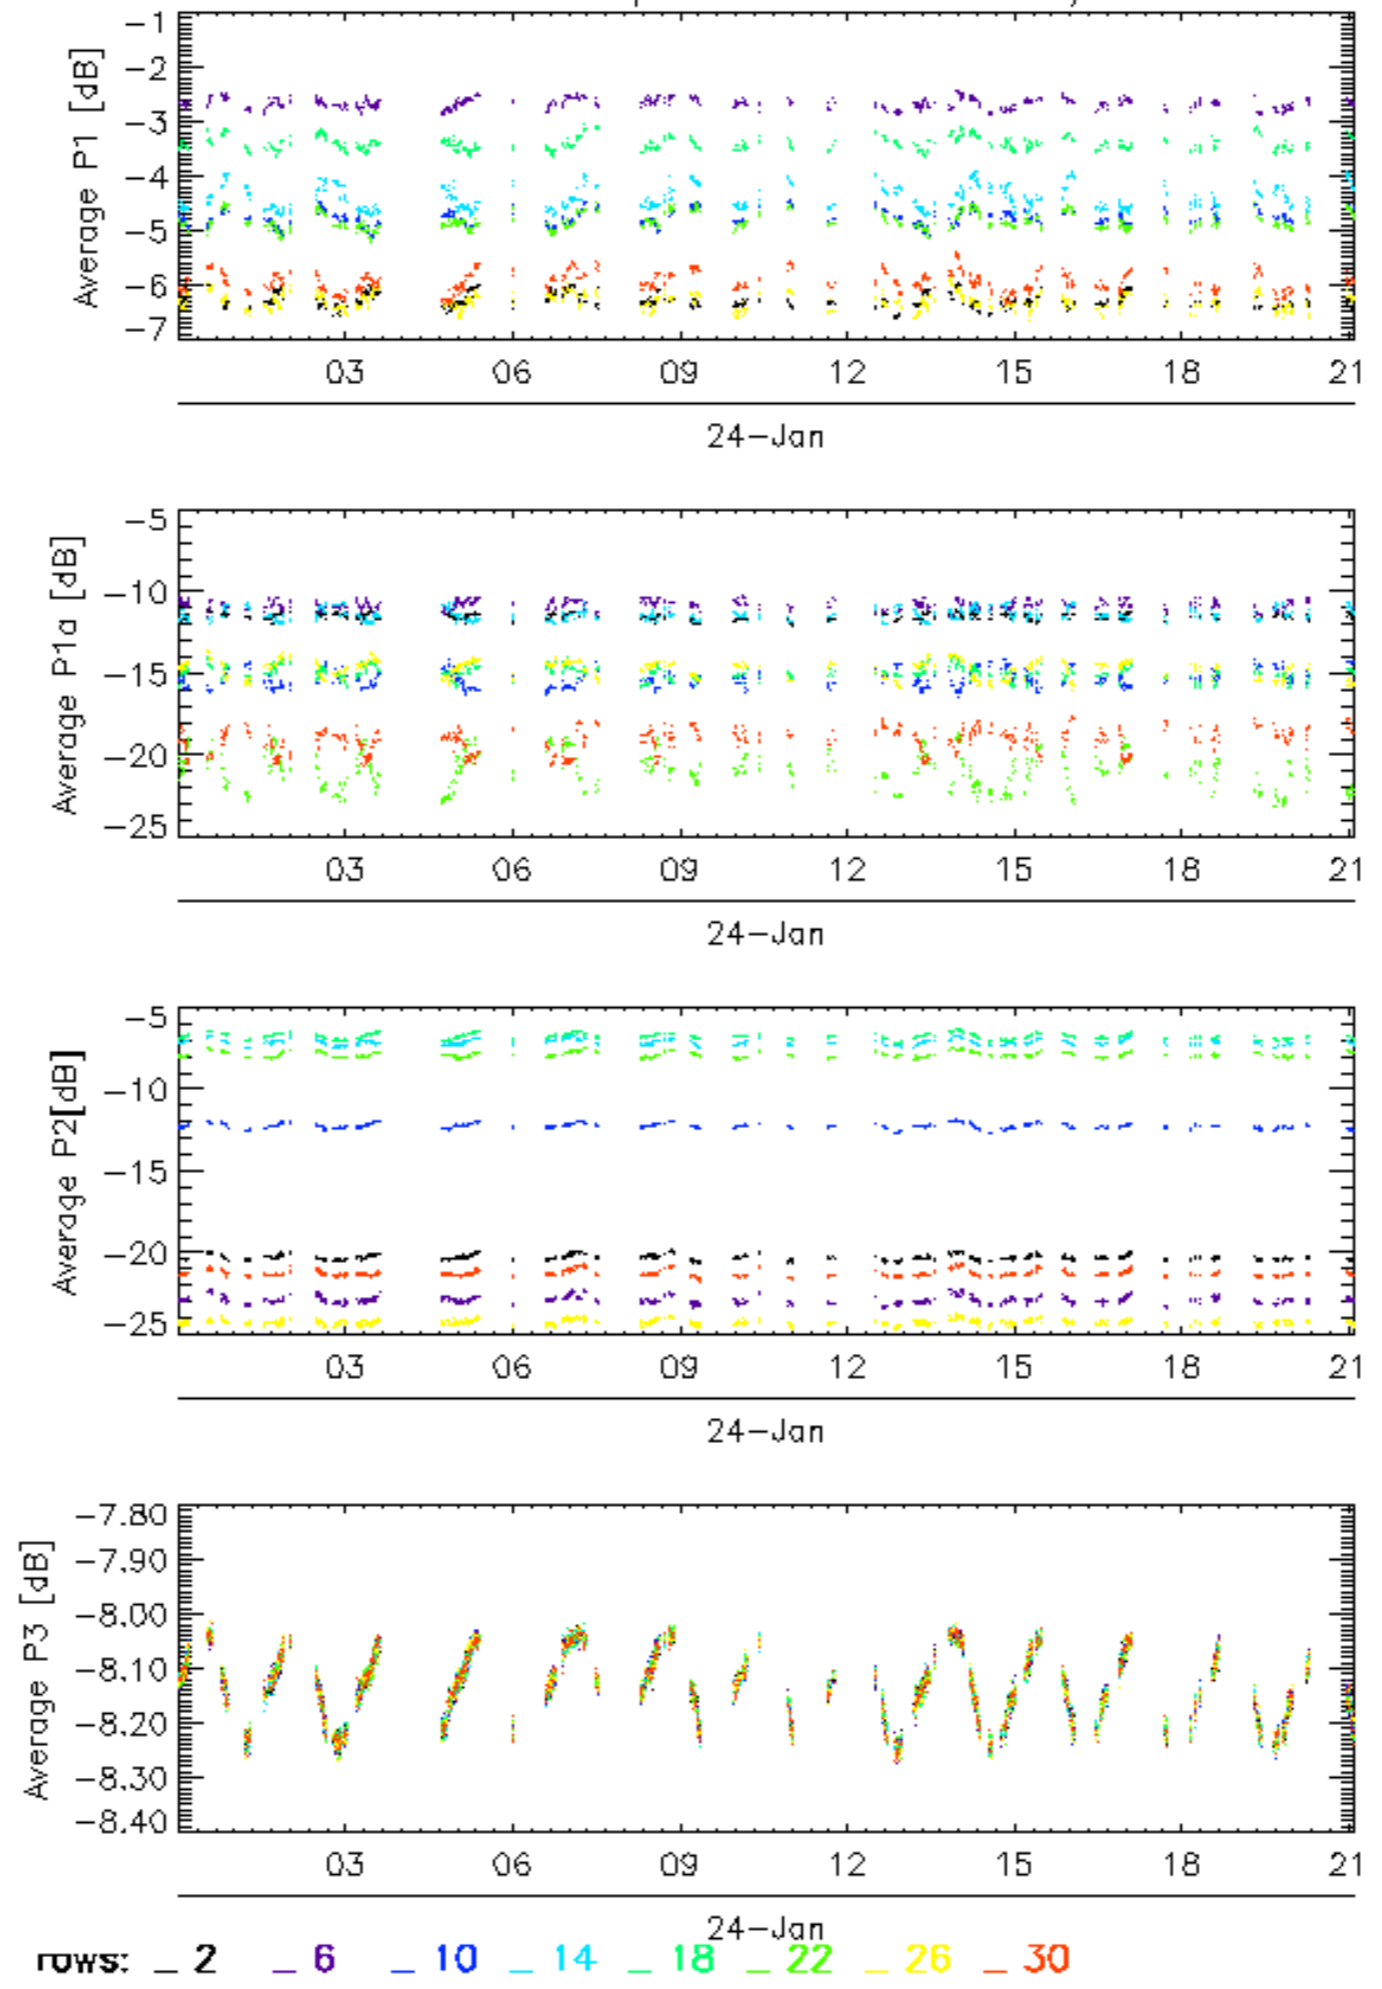 -1
-2
-3
-4
-5
-6
-7
Average P1 [dB]
03 06 09 12 15 18 21
24-Jan
-5
-10
-15
-20
-25
Average P1a [dB]
03 06 09 12 15 18 21
24-Jan
-5
-10
-15
-20
-25
Average P2[dB]
03 06 09 12 15 18 21
24-Jan
-7.80
-7.90
-8.00
-8.10
-8.20
-8.30
-8.40
Average P3 [dB]
03 06 09 12 15 18 21
24-Jan
rows: _ 2 _ 6 _ 10 _ 14 _ 18 _ 22 _ 26 _ 30